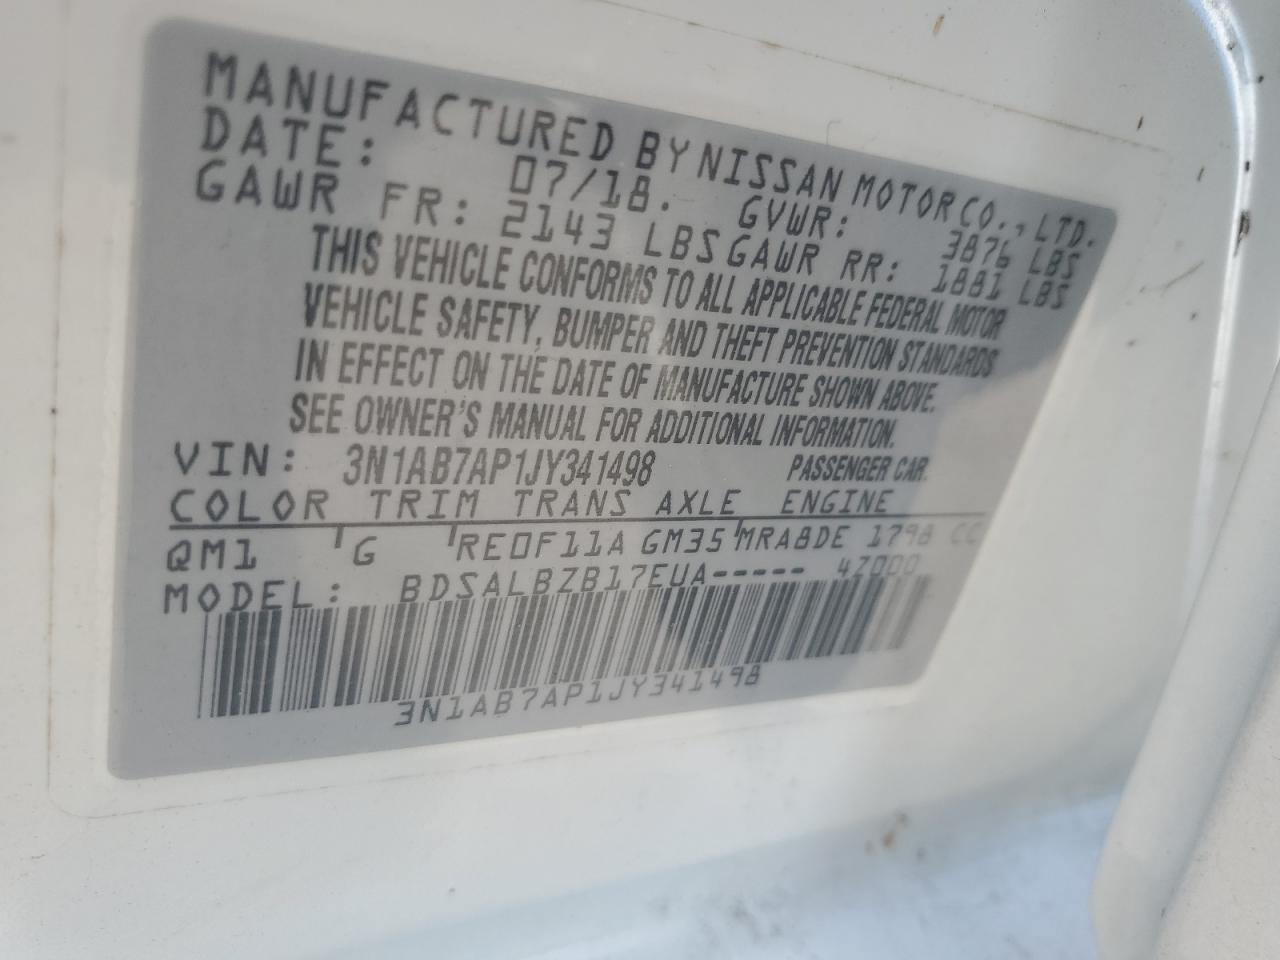 MANUFACTURED BY NISSAN MOTOR CO., LTD.
DATE: 07/18. GVWR: 3876 LBS
GAWR FR: 2143 LBS GAWR RR: 1881 LBS
THIS VEHICLE CONFORMS TO ALL APPLICABLE FEDERAL MOTOR
VEHICLE SAFETY, BUMPER AND THEFT PREVENTION STANDARDS
IN EFFECT ON THE DATE OF MANUFACTURE SHOWN ABOVE.
SEE OWNER'S MANUAL FOR ADDITIONAL INFORMATION.
VIN: 3N1AB7AP1JY341498 PASSENGER CAR.
COLOR TRIM TRANS AXLE ENGINE
QM1 G RE0F11A GM35 MRA8DE 1798 CC
MODEL: BDSALBZB17EUA----- 4Z000
3N1AB7AP1JY341498